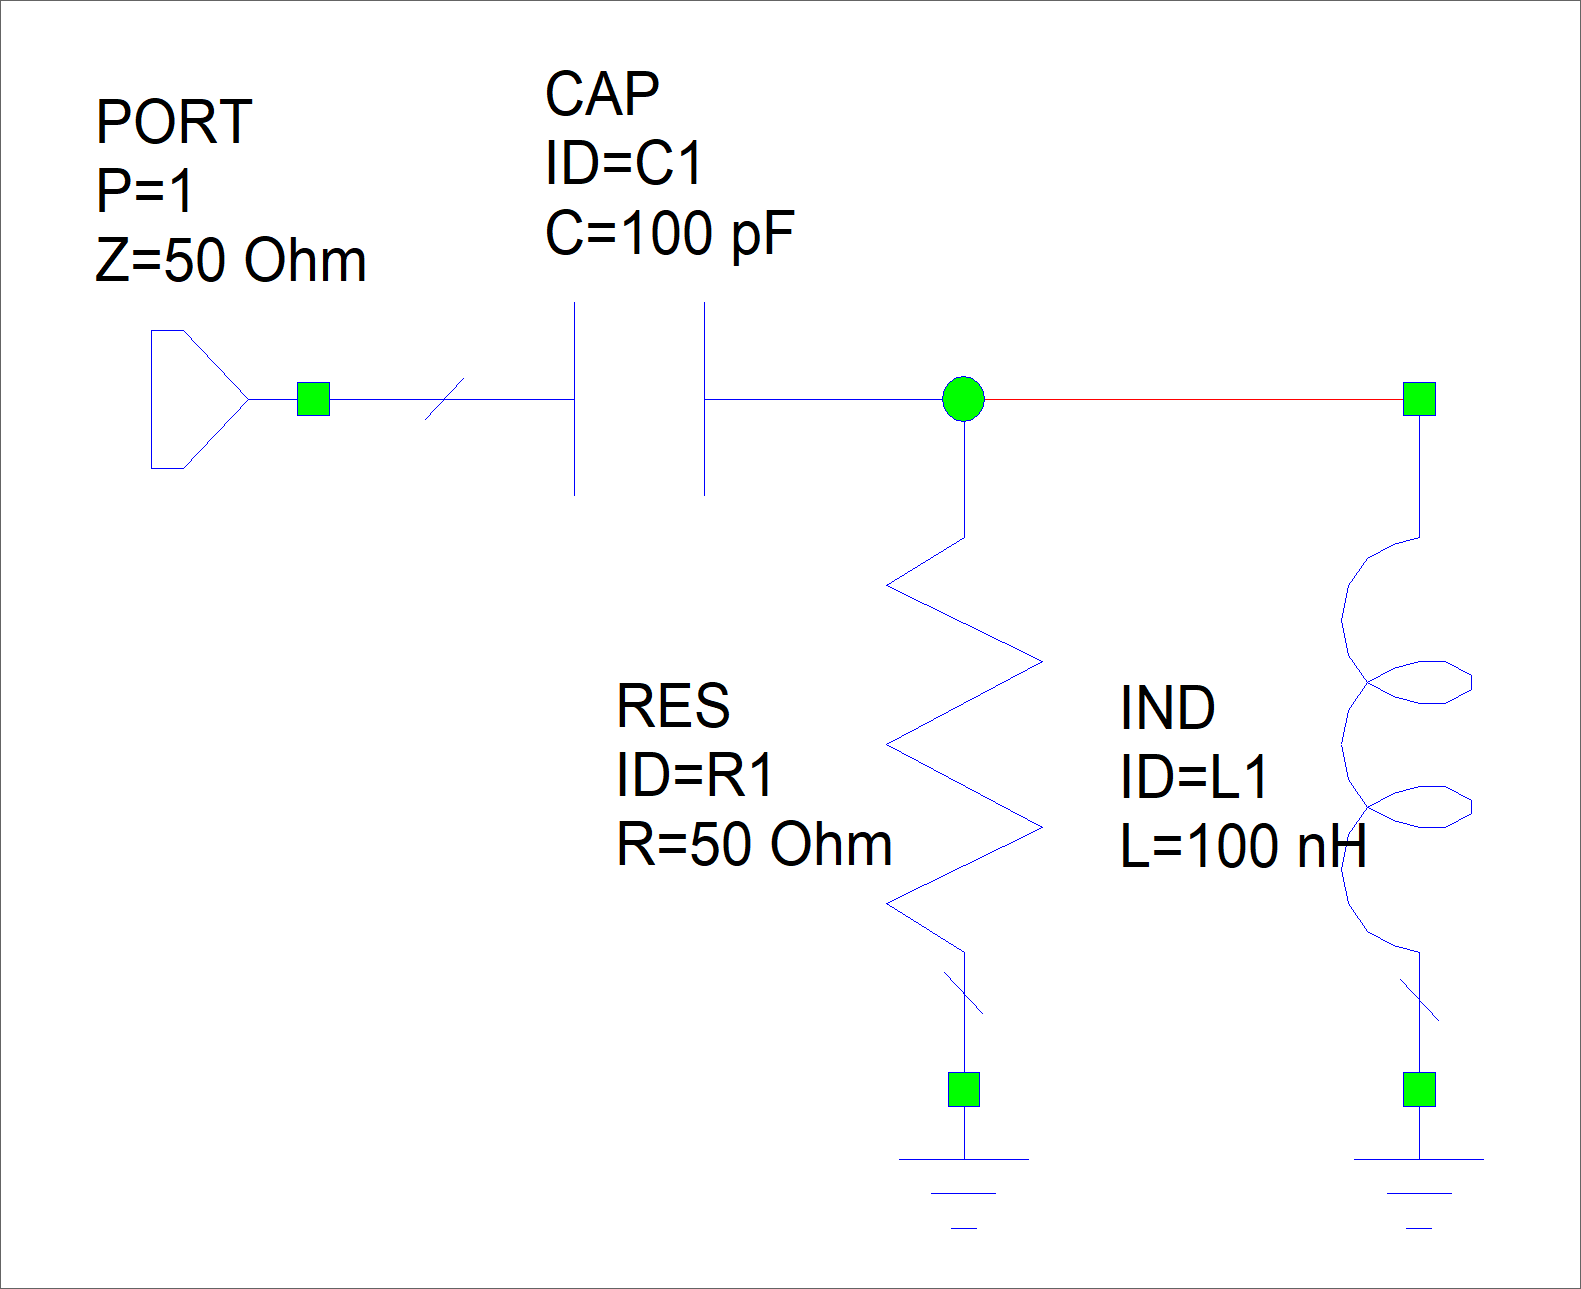 PORT
P=1
Z=50 Ohm
CAP
ID=C1
C=100 pF
RES
ID=R1
R=50 Ohm
IND
ID=L1
L=100 nH